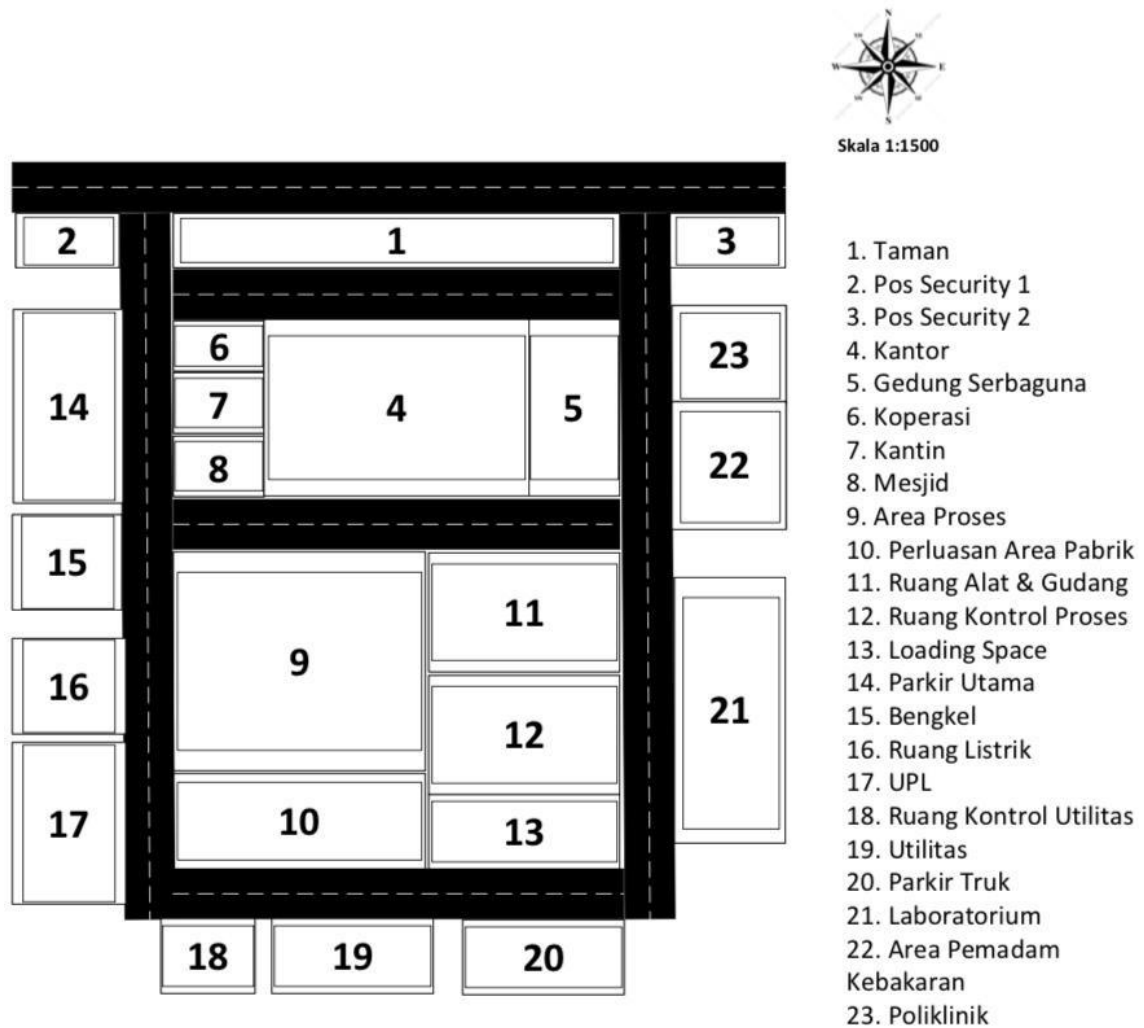 N
W
E
S
Skala 1:1500
2
1
3
6
7
8
4
5
23
22
14
15
16
17
9
10
11
12
13
21
18
19
20
1. Taman
2. Pos Security 1
3. Pos Security 2
4. Kantor
5. Gedung Serbaguna
6. Koperasi
7. Kantin
8. Mesjid
9. Area Proses
10. Perluasan Area Pabrik
11. Ruang Alat & Gudang
12. Ruang Kontrol Proses
13. Loading Space
14. Parkir Utama
15. Bengkel
16. Ruang Listrik
17. UPL
18. Ruang Kontrol Utilitas
19. Utilitas
20. Parkir Truk
21. Laboratorium
22. Area Pemadam
Kebakaran
23. Poliklinik